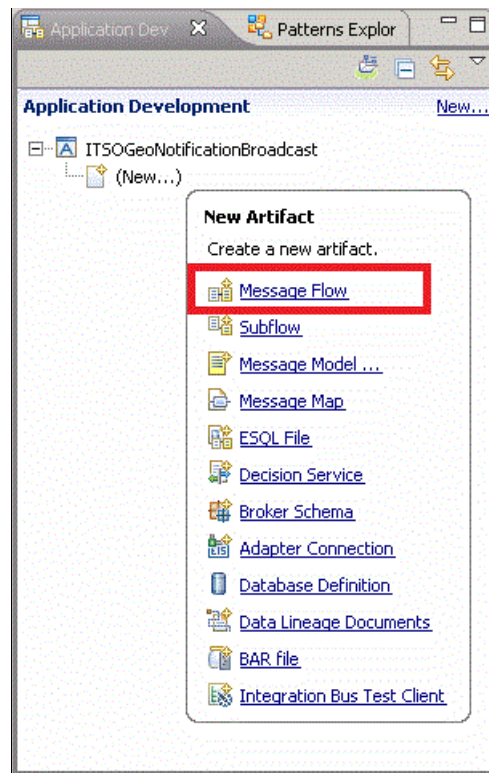 Application Dev
Patterns Explor
Application Development New...
ITSOGeoNotificationBroadcast
(New...)
New Artifact
Create a new artifact.
Message Flow
Subflow
Message Model ...
Message Map
ESQL File
Decision Service
Broker Schema
Adapter Connection
Database Definition
Data Lineage Documents
BAR file
Integration Bus Test Client